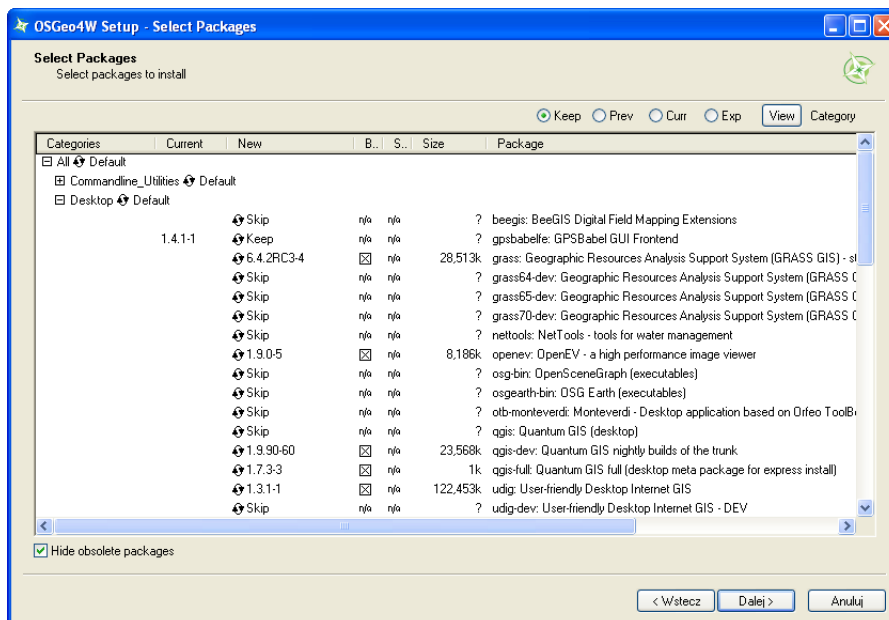 OSGeo4W Setup - Select Packages
Select Packages
Select packages to install
Keep Prev Curr Exp View Category
Categories Current New B.. S.. Size Package
All Default
Commandline_Utilities Default
Desktop Default
Skip n/a n/a ? beegis: BeeGIS Digital Field Mapping Extensions
1.4.1-1 Keep n/a n/a ? gpsbabelfe: GPSBabel GUI Frontend
6.4.2RC3-4 n/a 28,513k grass: Geographic Resources Analysis Support System (GRASS GIS) -
Skip n/a n/a ? grass64-dev: Geographic Resources Analysis Support System (GRASS
Skip n/a n/a ? grass65-dev: Geographic Resources Analysis Support System (GRASS
Skip n/a n/a ? grass70-dev: Geographic Resources Analysis Support System (GRASS
Skip n/a n/a ? nettools: NetTools - tools for water management
1.9.0-5 n/a 8,186k openev: OpenEV - a high performance image viewer
Skip n/a n/a ? osg-bin: OpenSceneGraph (executables)
Skip n/a n/a ? osgearth-bin: OSG Earth (executables)
Skip n/a n/a ? otb-monteverdi: Monteverdi - Desktop application based on Orfeo
Skip n/a n/a ? qgis: Quantum GIS (desktop)
1.9.90-60 n/a 23,568k qgis-dev: Quantum GIS nightly builds of the trunk
1.7.3-3 n/a 1k qgis-full: Quantum GIS full (desktop meta package for express install)
1.3.1-1 n/a 122,453k udig: User-friendly Desktop Internet GIS
Skip n/a n/a ? udig-dev: User-friendly Desktop Internet GIS - DEV
Hide obsolete packages
< Wstecz Dalej > Anuluj